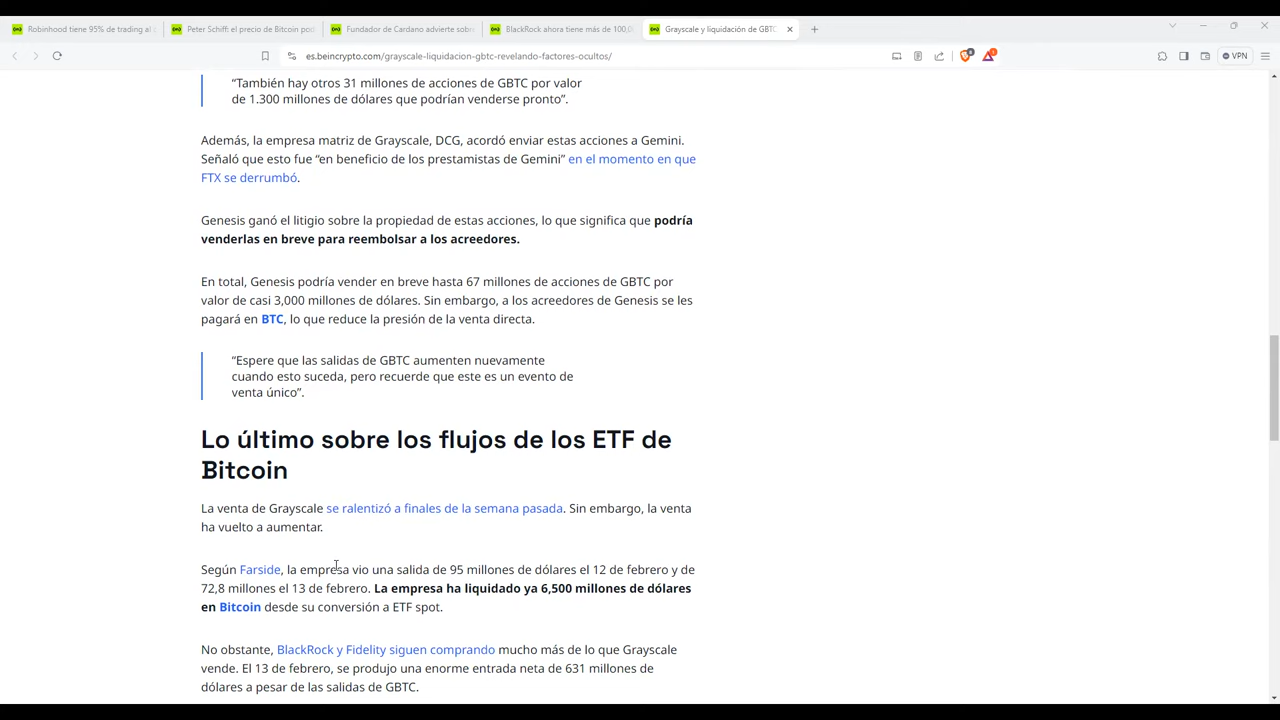 Robinhood tiene 95% de trading al
Peter Schiff: el precio de Bitcoin
Fundador de Cardano advierte sobr
BlackRock ahora tiene más de 100,0
Grayscale y liquidación de GBTC
es.beincrypto.com/grayscale-liquidacion-gbtc-revelando-factores-ocultos/
VPN
“También hay otros 31 millones de acciones de GBTC por valor
de 1.300 millones de dólares que podrían venderse pronto”.
Además, la empresa matriz de Grayscale, DCG, acordó enviar estas acciones a Gemini.
Señaló que esto fue “en beneficio de los prestamistas de Gemini” en el momento en que
FTX se derrumbó.
Genesis ganó el litigio sobre la propiedad de estas acciones, lo que significa que podría
venderlas en breve para reembolsar a los acreedores.
En total, Genesis podría vender en breve hasta 67 millones de acciones de GBTC por
valor de casi 3,000 millones de dólares. Sin embargo, a los acreedores de Genesis se les
pagará en BTC, lo que reduce la presión de la venta directa.
“Espere que las salidas de GBTC aumenten nuevamente
cuando esto suceda, pero recuerde que este es un evento de
venta único”.
Lo último sobre los flujos de los ETF de
Bitcoin
La venta de Grayscale se ralentizó a finales de la semana pasada. Sin embargo, la venta
ha vuelto a aumentar.
Según Farside, la empresa vio una salida de 95 millones de dólares el 12 de febrero y de
72,8 millones el 13 de febrero. La empresa ha liquidado ya 6,500 millones de dólares
en Bitcoin desde su conversión a ETF spot.
No obstante, BlackRock y Fidelity siguen comprando mucho más de lo que Grayscale
vende. El 13 de febrero, se produjo una enorme entrada neta de 631 millones de
dólares a pesar de las salidas de GBTC.